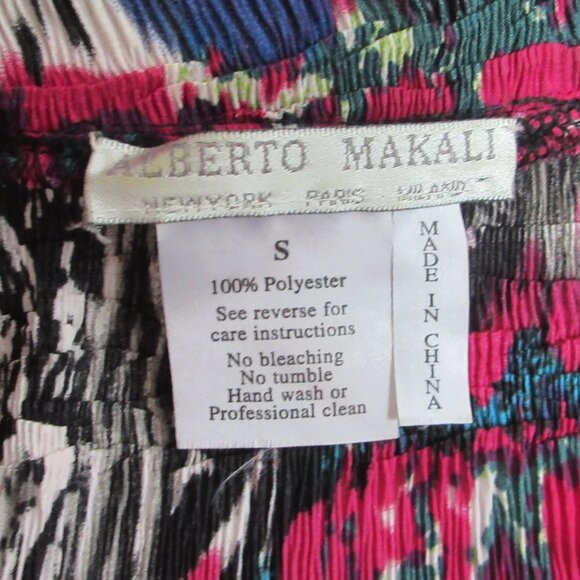 ALBERTO MAKALI
NEW YORK PARIS MILANO
S
100% Polyester
See reverse for
care instructions
No bleaching
No tumble
Hand wash or
Professional clean
MADE IN CHINA